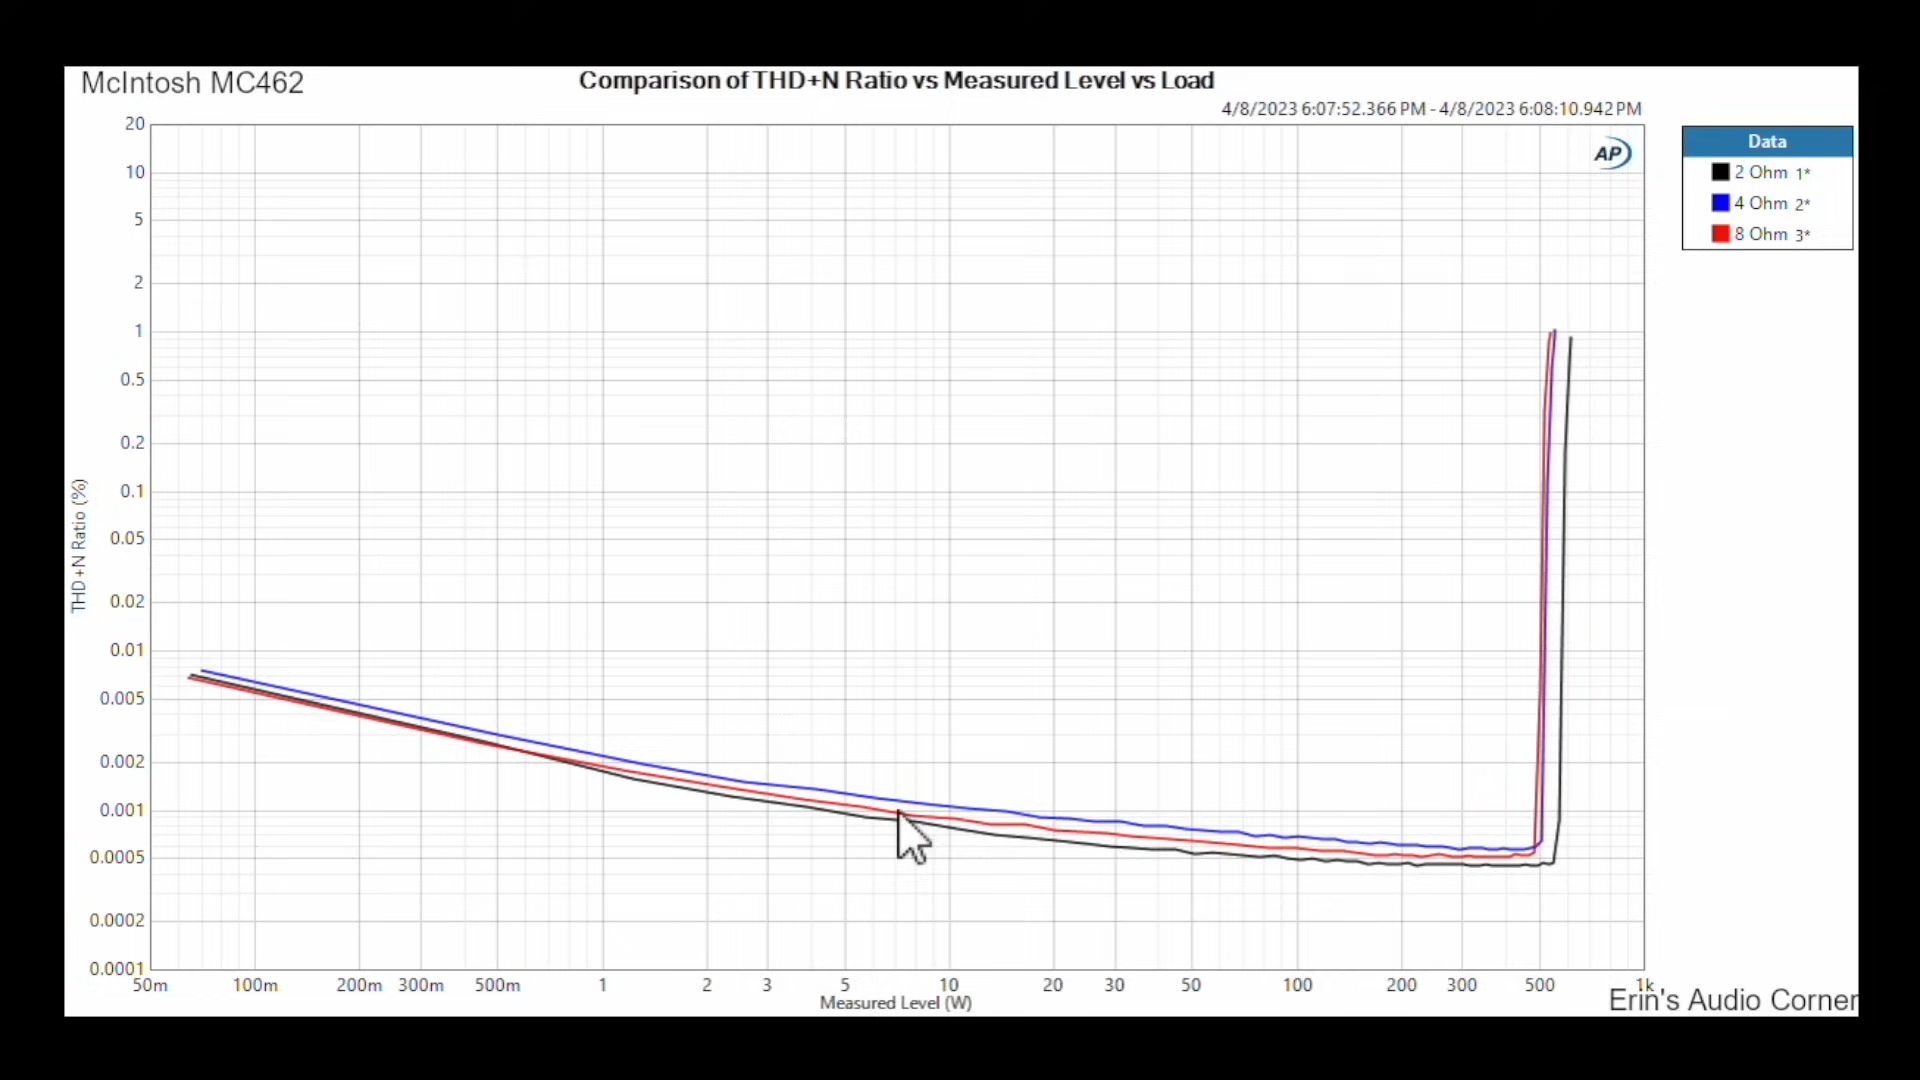 McIntosh MC462
Comparison of THD+N Ratio vs Measured Level vs Load
4/8/2023 6:07:52.366 PM - 4/8/2023 6:08:10.942 PM
AP
Data
2 Ohm 1*
4 Ohm 2*
8 Ohm 3*
THD+N Ratio (%)
20
10
5
2
1
0.5
0.2
0.1
0.05
0.02
0.01
0.005
0.002
0.001
0.0005
0.0002
0.0001
50m 100m 200m 300m 500m 1 2 3 5 10 20 30 50 100 200 300 500 1k
Measured Level (W)
Erin's Audio Corner